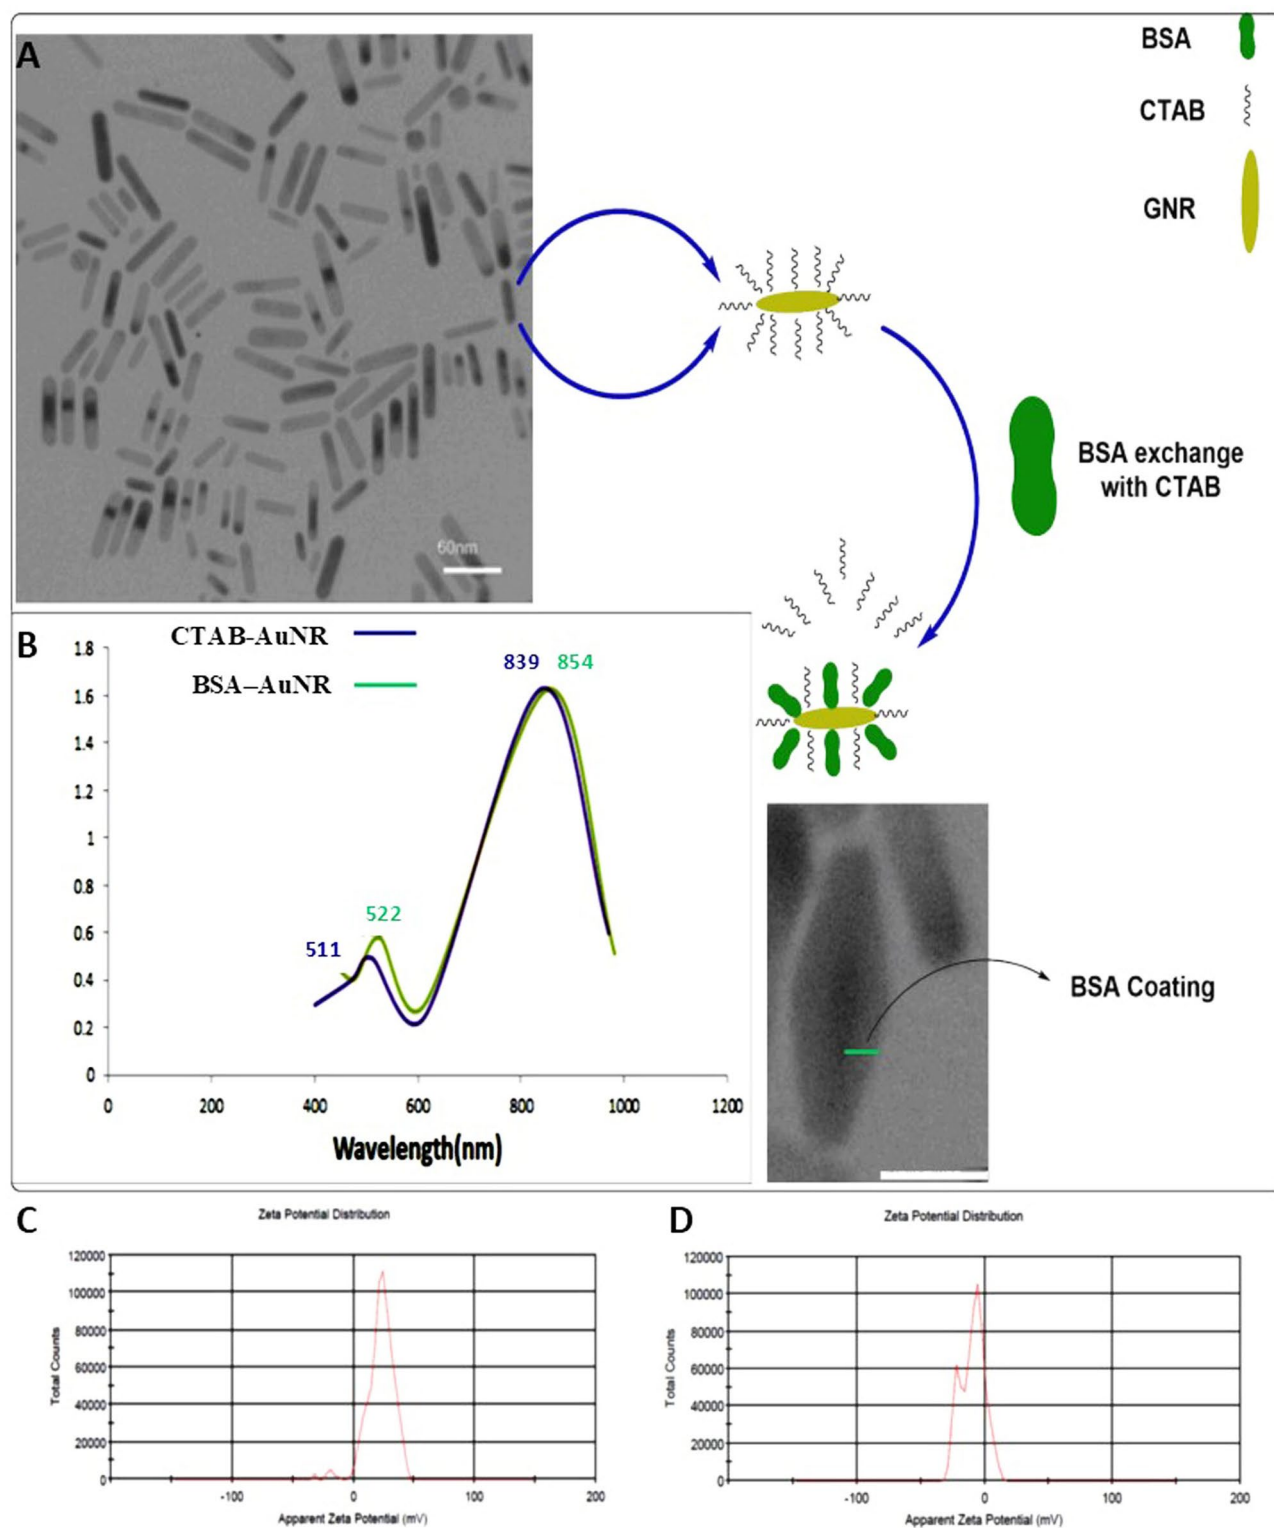 A
BSA
CTAB
GNR
BSA exchange
with CTAB
60nm
B
CTAB-AuNR
BSA–AuNR
839
854
522
511
1.8
1.6
1.4
1.2
1
0.8
0.6
0.4
0.2
0
0
200
400
600
800
1000
1200
Wavelength(nm)
BSA Coating
C
Zeta Potential Distribution
Total Counts
120000
100000
80000
60000
40000
20000
0
-100
0
100
200
Apparent Zeta Potential (mV)
D
Zeta Potential Distribution
Total Counts
120000
100000
80000
60000
40000
20000
0
-100
0
100
200
Apparent Zeta Potential (mV)